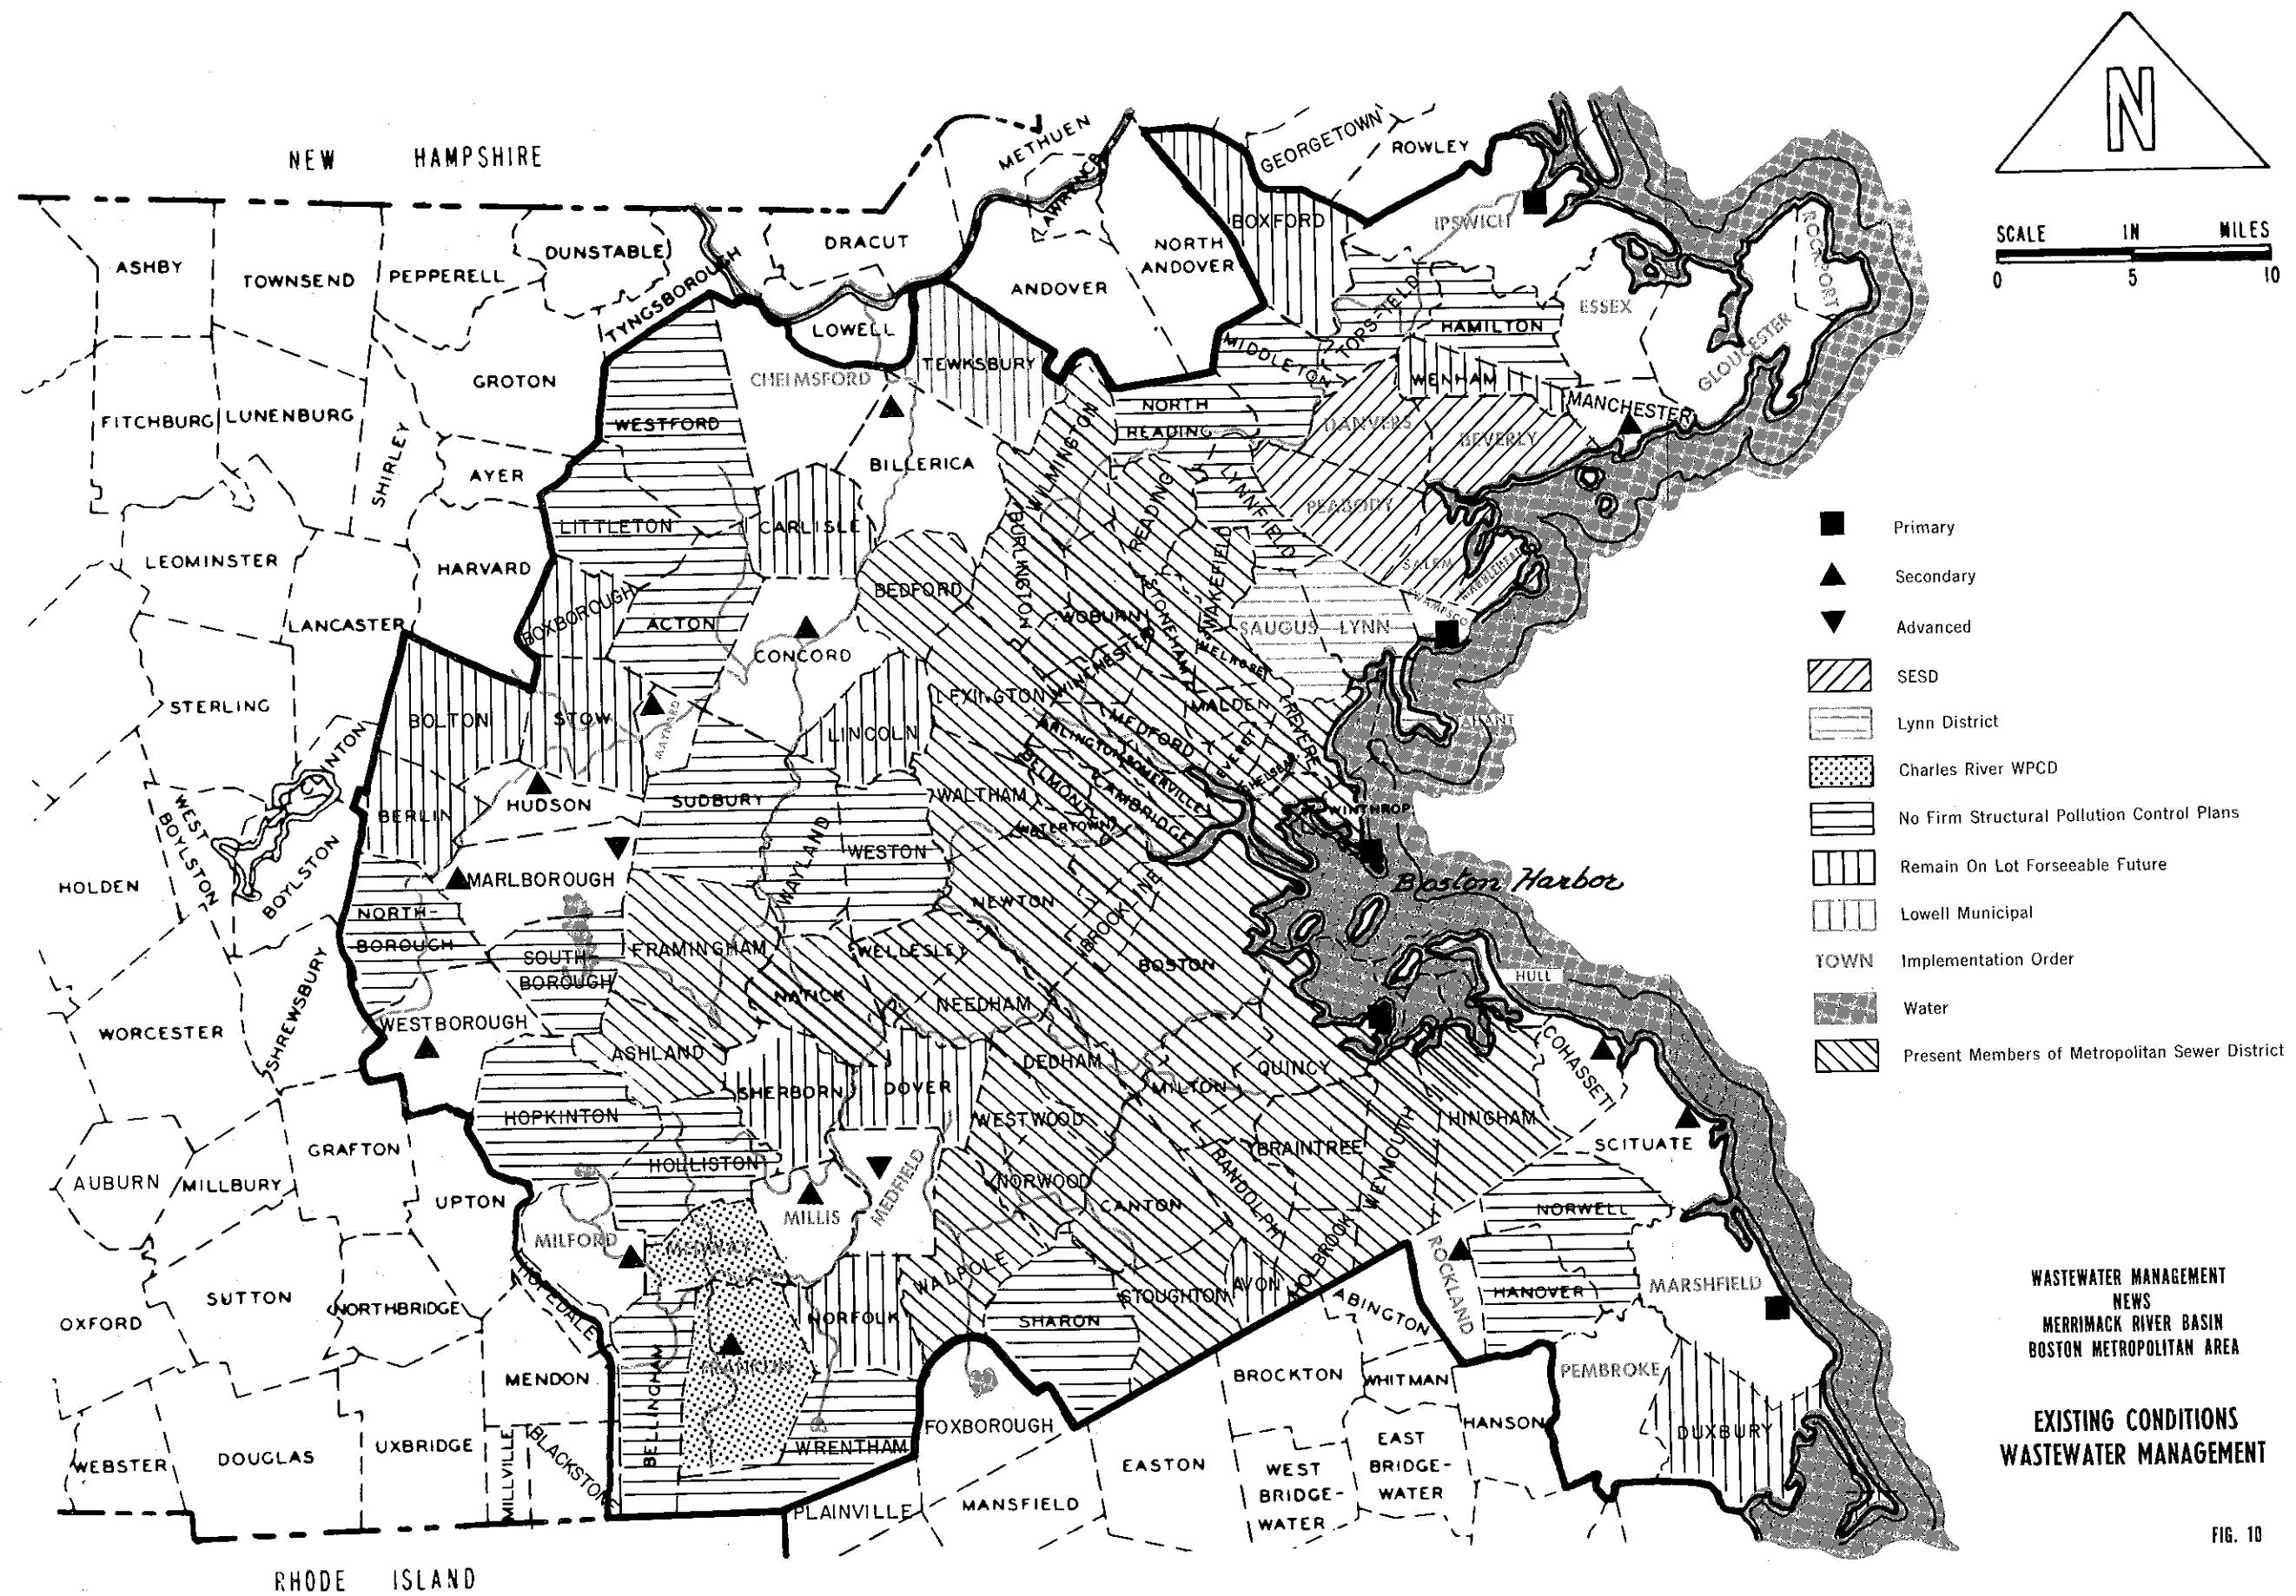 N
SCALE IN MILES
0 5 10
NEW HAMPSHIRE
METHUEN
GEORGETOWN
ROWLEY
LAWRENCE
BOXFORD
IPSWICH
ROCKPORT
ASHBY
TOWNSEND
PEPPERELL
DUNSTABLE
TYNGSBOROUGH
DRACUT
NORTH
ANDOVER
ANDOVER
ESSEX
LOWELL
TEWKSBURY
MIDDLETON
TOPS-FIELD
HAMILTON
GLOUCESTER
GROTON
CHELMSFORD
WENHAM
MANCHESTER
FITCHBURG
LUNENBURG
SHIRLEY
WESTFORD
NORTH
READING
DANVERS
BEVERLY
AYER
BILLERICA
WILMINGTON
LITTLETON
CARLISLE
BURLINGTON
READING
LYNNFIELD
PEABODY
LEOMINSTER
HARVARD
BEDFORD
WAKEFIELD
SALEM
MARBLEHEAD
LANCASTER
BOXBOROUGH
ACTON
CONCORD
WOBURN
STONEHAM
SAUGUS
LYNN
SWAMPSCO
STERLING
BOLTON
STOW
MAYNARD
LINCOLN
LEXINGTON
WINCHESTER
MELROSE
MALDEN
REVERE
NAHANT
CLINTON
MEDFORD
ARLINGTON
SOMERVILLE
EVERETT
CHELSEA
BELMONT
CAMBRIDGE
WINTHROP
WEST
BOYLSTON
BERLIN
HUDSON
SUDBURY
WALTHAM
WATERTOWN
HOLDEN
BOYLSTON
MARLBOROUGH
WAYLAND
WESTON
NEWTON
BROOKLINE
Boston Harbor
NORTH-
BOROUGH
SOUTH-
BOROUGH
FRAMINGHAM
WELLESLEY
BOSTON
HULL
WORCESTER
SHREWSBURY
WESTBOROUGH
NATICK
NEEDHAM
COHASSET
ASHLAND
SHERBORN
DOVER
DEDHAM
MILTON
QUINCY
HOPKINTON
WESTWOOD
BRAINTREE
WEYMOUTH
HINGHAM
SCITUATE
GRAFTON
AUBURN
MILLBURY
HOLLISTON
MEDFIELD
NORWOOD
RANDOLPH
UPTON
MILFORD
MILLIS
CANTON
NORWELL
MEDWAY
HOLBROOK
ROCKLAND
HOPEDALE
WALPOLE
AVON
SUTTON
NORTHBRIDGE
OXFORD
NORFOLK
SHARON
STOUGHTON
ABINGTON
HANOVER
MARSHFIELD
FRANKLIN
MENDON
BELLINGHAM
BROCKTON
WHITMAN
PEMBROKE
WEBSTER
DOUGLAS
UXBRIDGE
MILLVILLE
BLACKSTONE
WRENTHAM
FOXBOROUGH
HANSON
DUXBURY
PLAINVILLE
MANSFIELD
EASTON
WEST
BRIDGE-
WATER
EAST
BRIDGE-
WATER
RHODE ISLAND
Primary
Secondary
Advanced
SESD
Lynn District
Charles River WPCD
No Firm Structural Pollution Control Plans
Remain On Lot Forseeable Future
Lowell Municipal
TOWN Implementation Order
Water
Present Members of Metropolitan Sewer District
WASTEWATER MANAGEMENT
NEWS
MERRIMACK RIVER BASIN
BOSTON METROPOLITAN AREA
EXISTING CONDITIONS
WASTEWATER MANAGEMENT
FIG. 10